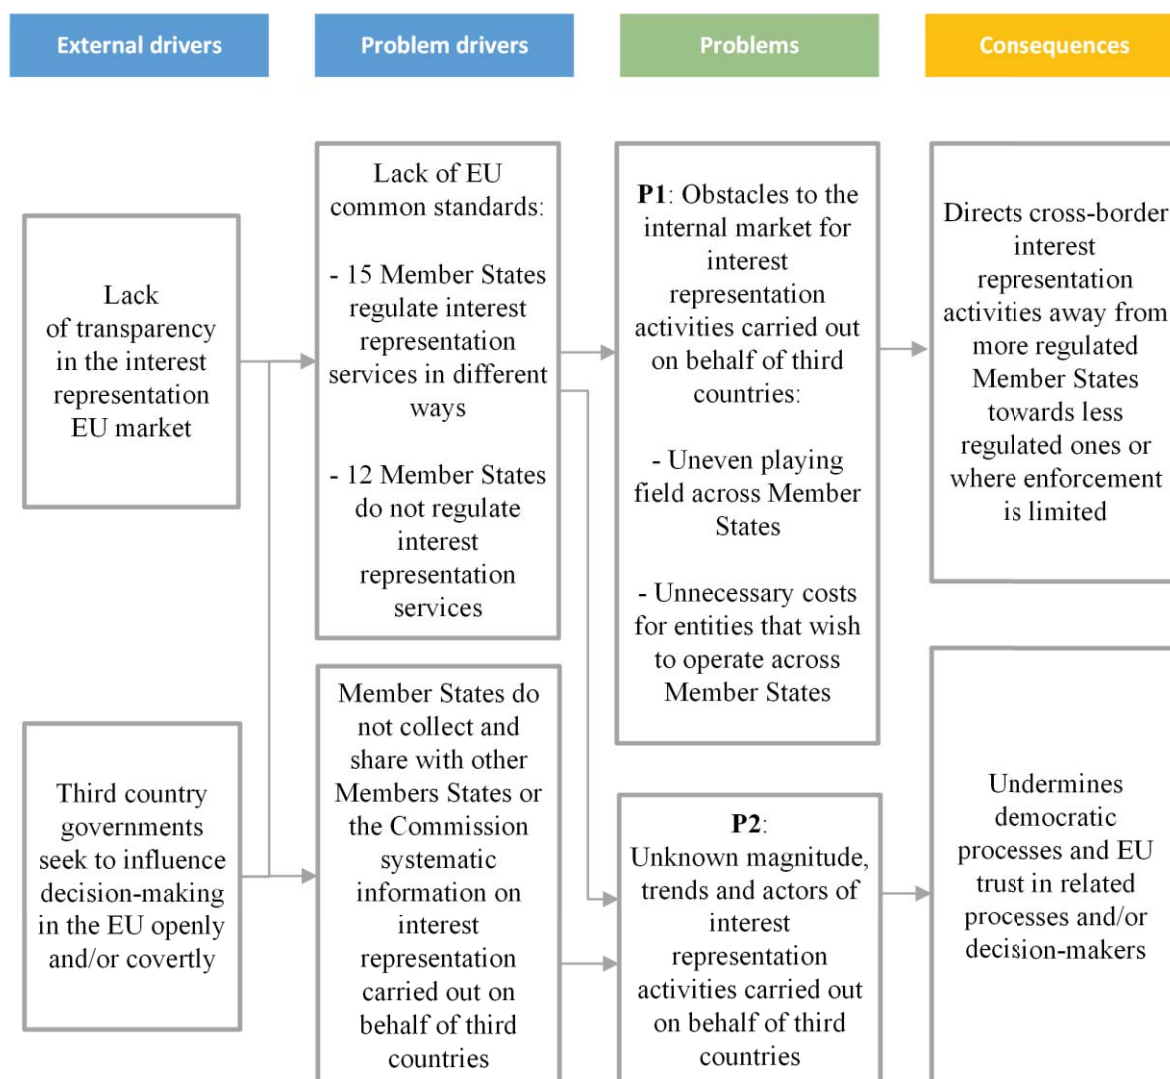 External drivers
Problem drivers
Problems
Consequences
Lack
of transparency
in the interest
representation
EU market
Third country
governments
seek to influence
decision-making
in the EU openly
and/or covertly
Lack of EU
common standards:
- 15 Member States
regulate interest
representation
services in different
ways
- 12 Member States
do not regulate
interest
representation
services
Member States do
not collect and
share with other
Members States or
the Commission
systematic
information on
interest
representation
carried out on
behalf of third
countries
P1: Obstacles to the
internal market for
interest
representation
activities carried out
on behalf of third
countries:
- Uneven playing
field across Member
States
- Unnecessary costs
for entities that wish
to operate across
Member States
P2:
Unknown magnitude,
trends and actors of
interest
representation
activities carried out
on behalf of third
countries
Directs cross-border
interest
representation
activities away from
more regulated
Member States
towards less
regulated ones or
where enforcement
is limited
Undermines
democratic
processes and EU
trust in related
processes and/or
decision-makers